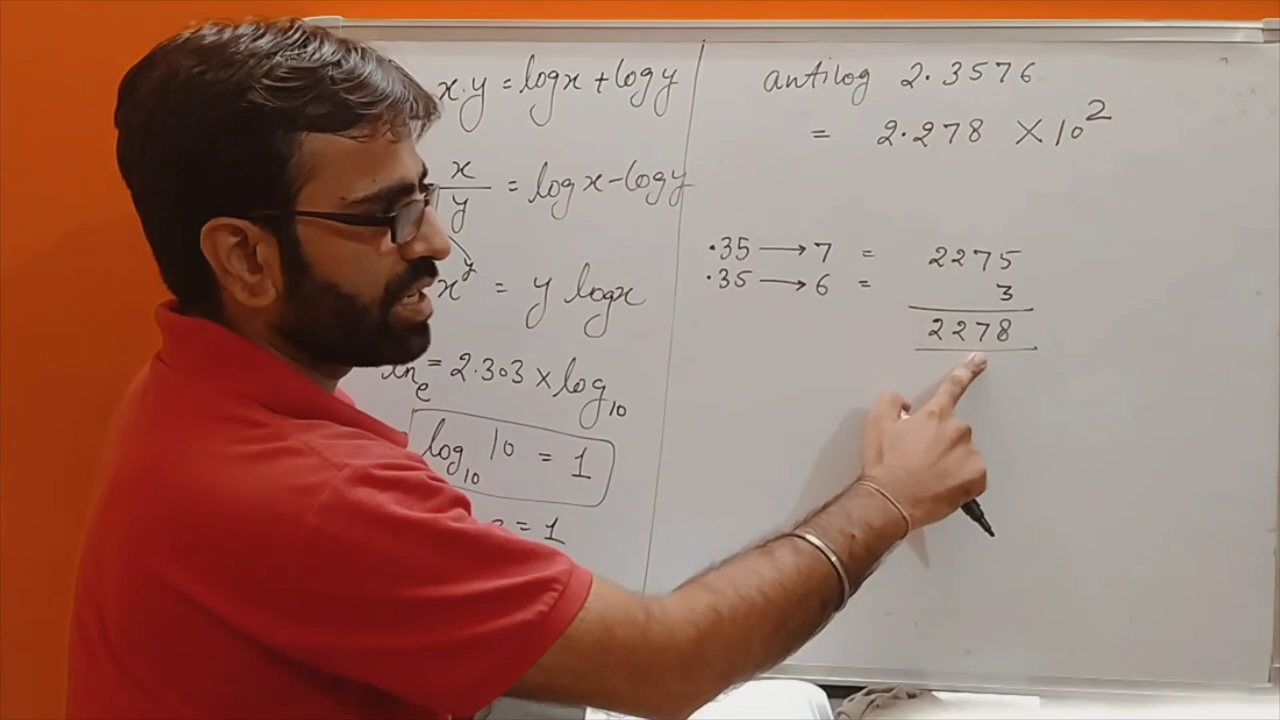 x.y = logx + logy
x/y = logx - logy
x^y = y logx
ln_e = 2.303 × log_10
log_10 10 = 1
= 1
antilog 2.3576
= 2.278 × 10^2
.35 → 7 = 2275
.35 → 6 = 3
2278